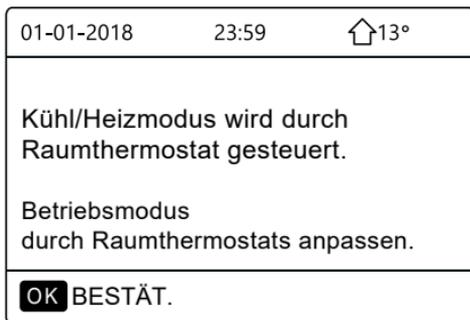 01-01-2018 23:59 13°
Kühl/Heizmodus wird durch
Raumthermostat gesteuert.
Betriebsmodus
durch Raumthermostats anpassen.
OK BESTÄT.